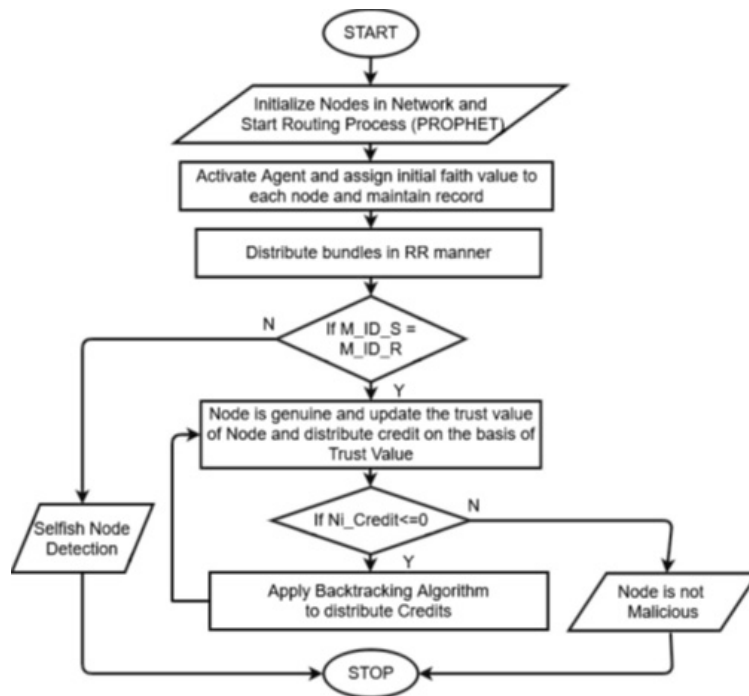 START
Initialize Nodes in Network and
Start Routing Process (PROPHET)
Activate Agent and assign initial faith value to
each node and maintain record
Distribute bundles in RR manner
N
If M_ID_S =
M_ID_R
Y
Node is genuine and update the trust value
of Node and distribute credit on the basis of
Trust Value
Selfish Node
Detection
If Ni_Credit<=0
N
Y
Apply Backtracking Algorithm
to distribute Credits
Node is not
Malicious
STOP